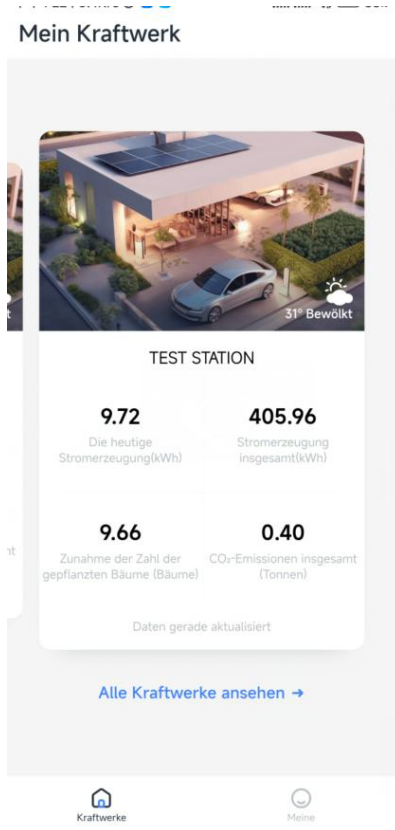 Mein Kraftwerk
31° Bewölkt
TEST STATION
9.72
Die heutige
Stromerzeugung(kWh)
405.96
Stromerzeugung
insgesamt(kWh)
9.66
Zunahme der Zahl der
gepflanzten Bäume (Bäume)
0.40
CO₂-Emissionen insgesamt
(Tonnen)
Daten gerade aktualisiert
Alle Kraftwerke ansehen →
Kraftwerke
Meine